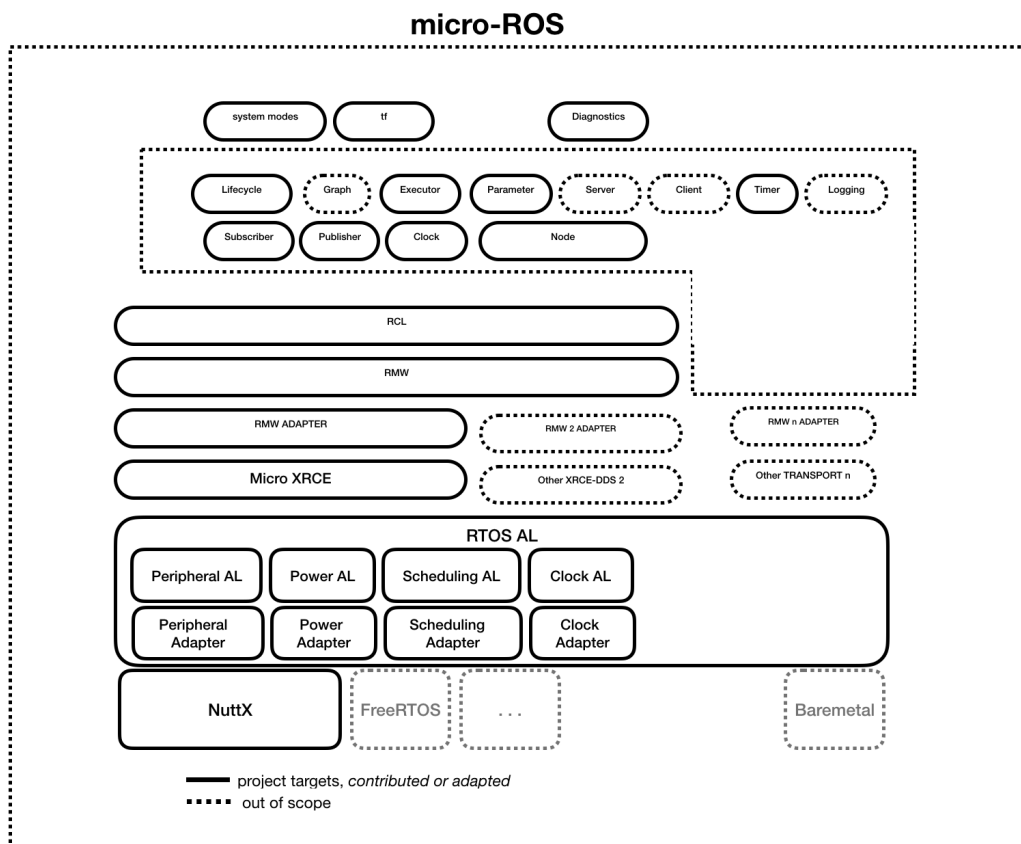 micro-ROS
system modes
tf
Diagnostics
Lifecycle
Graph
Executor
Parameter
Server
Client
Timer
Logging
Subscriber
Publisher
Clock
Node
RCL
RMW
RMW ADAPTER
RMW 2 ADAPTER
RMW n ADAPTER
Micro XRCE
Other XRCE-DDS 2
Other TRANSPORT n
RTOS AL
Peripheral AL
Power AL
Scheduling AL
Clock AL
Peripheral
Adapter
Power
Adapter
Scheduling
Adapter
Clock
Adapter
NuttX
FreeRTOS
. . .
Baremetal
project targets, contributed or adapted
out of scope